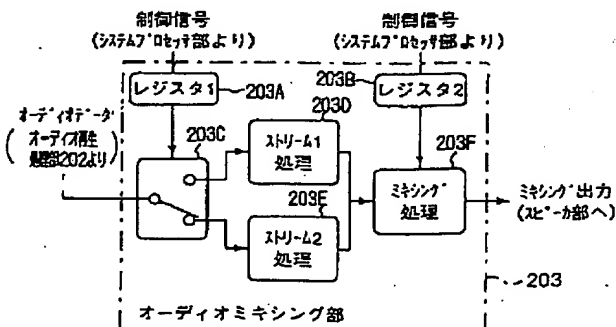 制御信号
(システムプロセッサ部より)
制御信号
(システムプロセッサ部より)
レジスタ1
203A
203B
レジスタ2
オーディオデータ
(オーディオ再生
処理部202より)
203C
203D
ストリーム1
処理
203E
ストリーム2
処理
203F
ミキシング
処理
ミキシング出力
(スピーカ部へ)
203
オーディオミキシング部